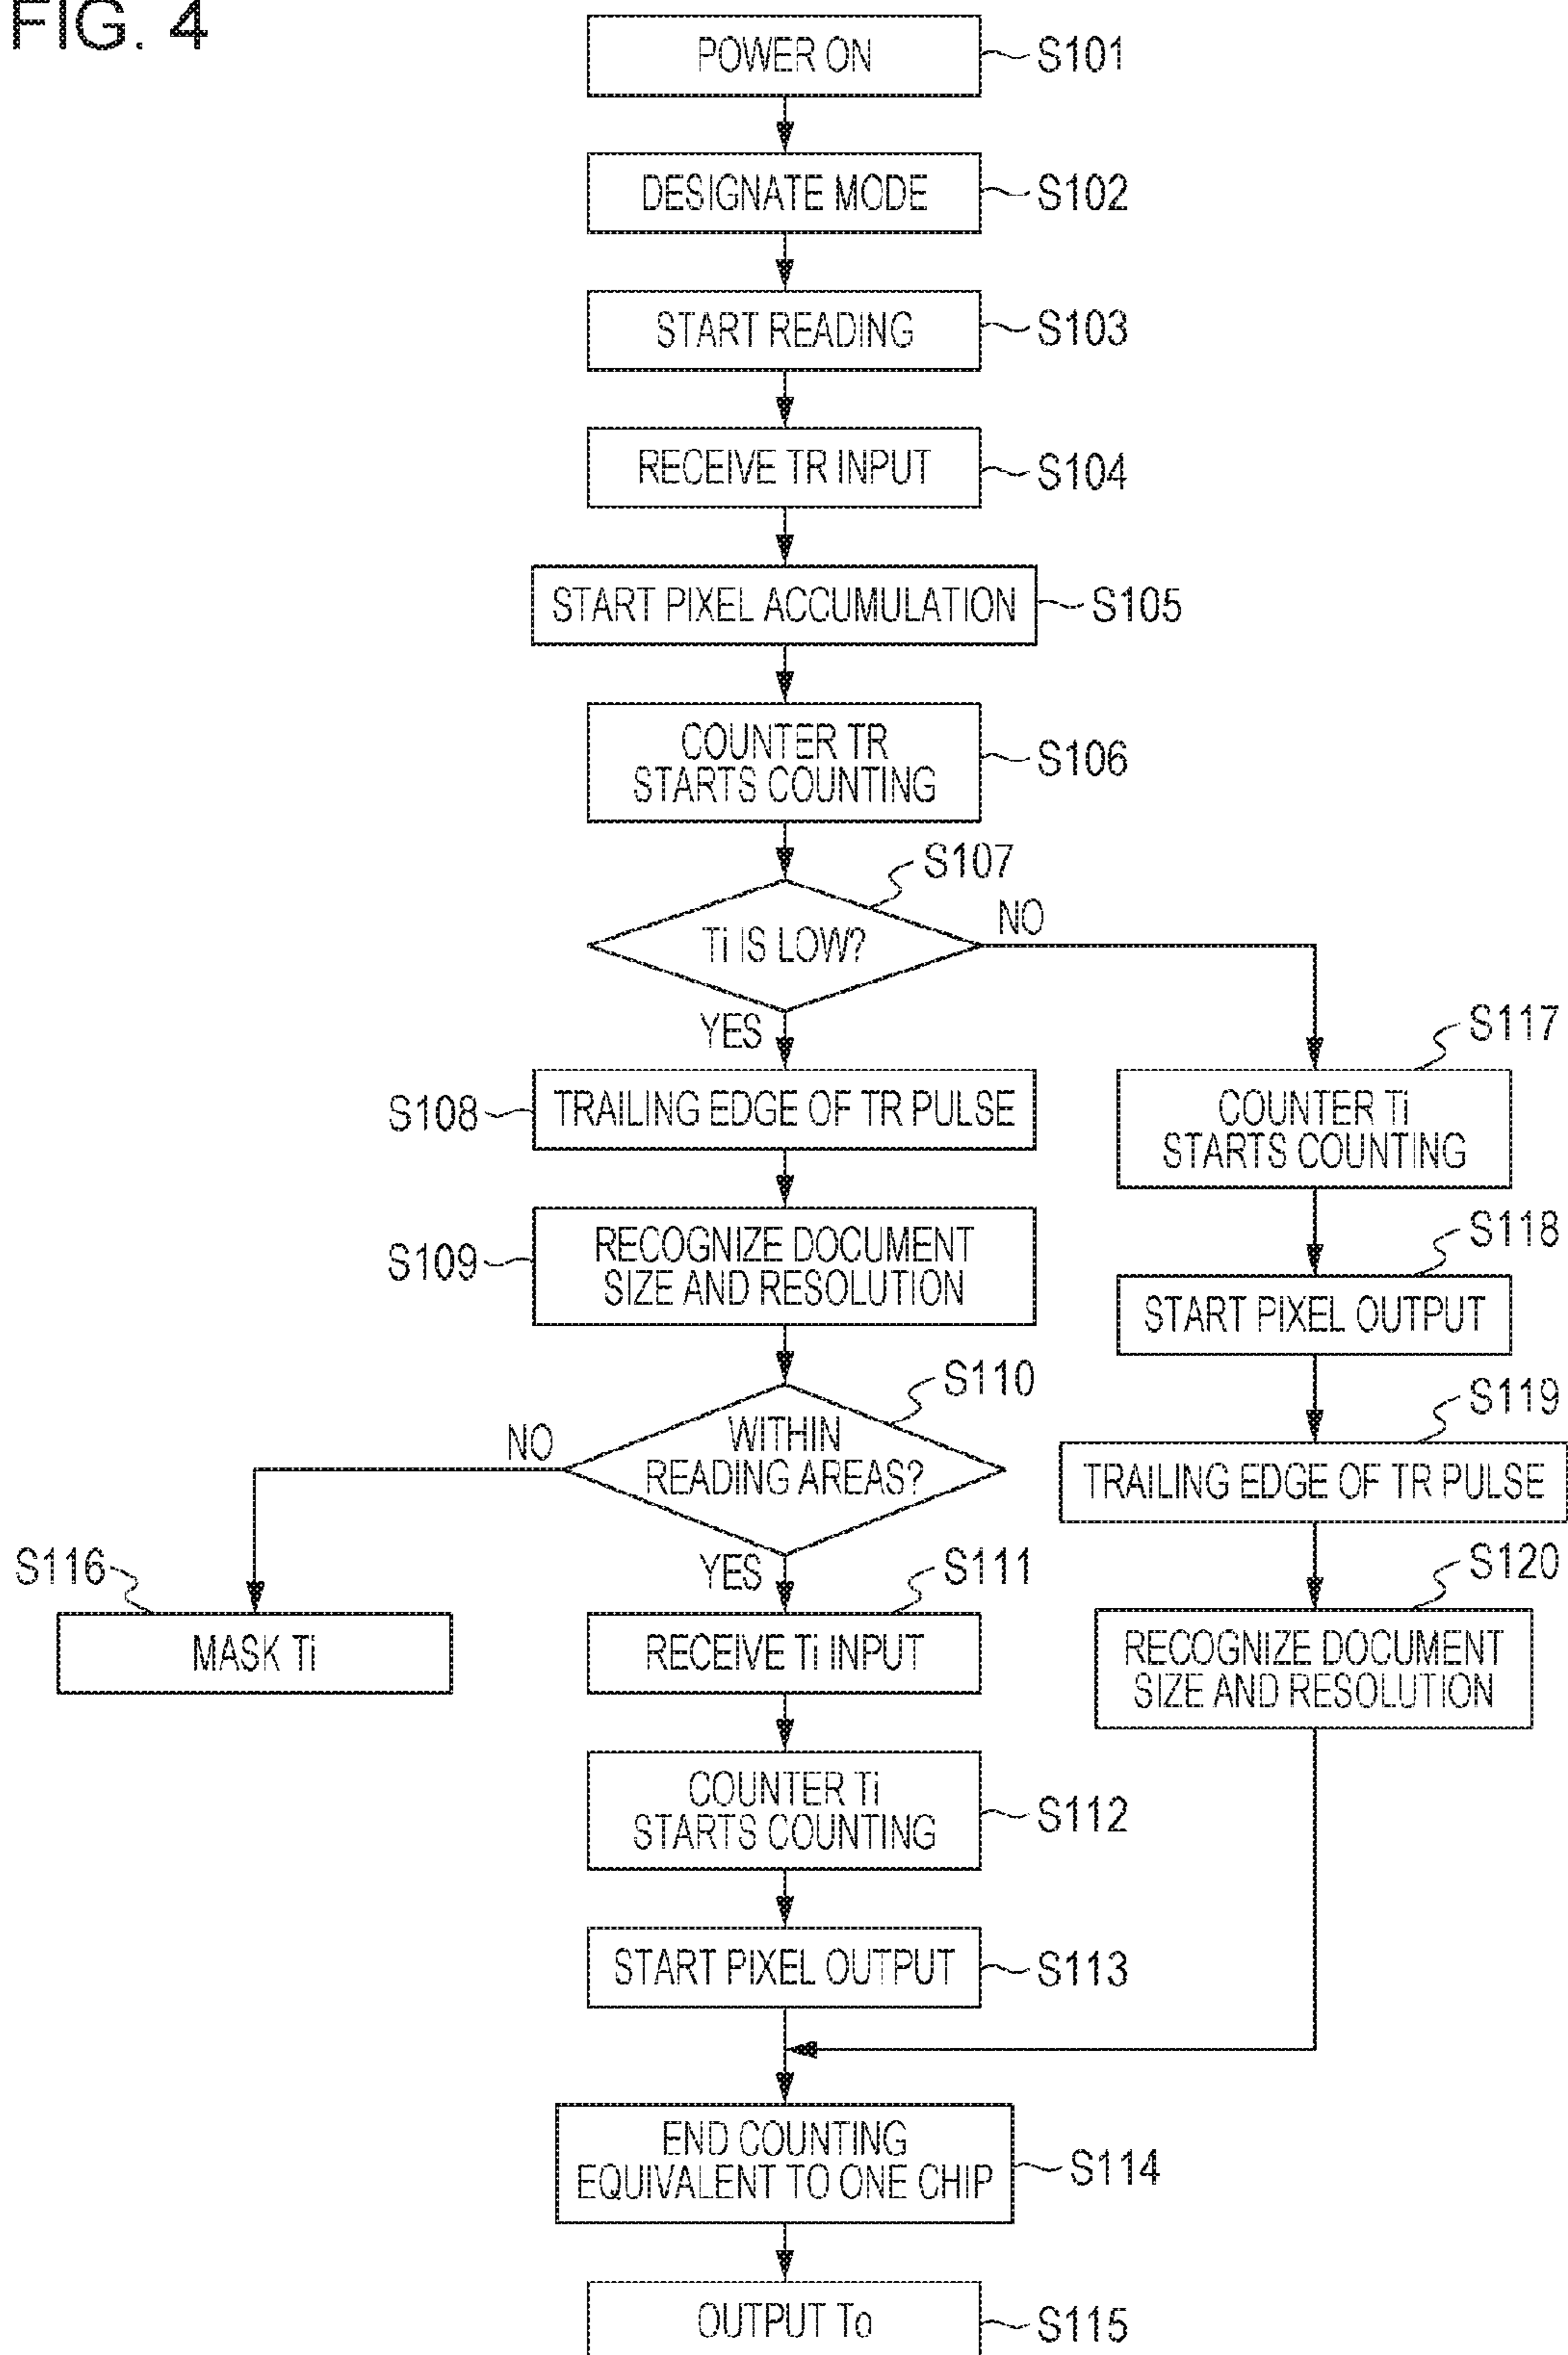 FIG. 4
POWER ON
S101
DESIGNATE MODE
S102
START READING
S103
RECEIVE TR INPUT
S104
START PIXEL ACCUMULATION
S105
COUNTER TR
STARTS COUNTING
S106
S107
Ti IS LOW?
NO
YES
S108
TRAILING EDGE OF TR PULSE
S117
COUNTER Ti
STARTS COUNTING
S109
RECOGNIZE DOCUMENT
SIZE AND RESOLUTION
S118
START PIXEL OUTPUT
S110
WITHIN
READING AREAS?
NO
YES
S119
TRAILING EDGE OF TR PULSE
S116
MASK Ti
S111
RECEIVE Ti INPUT
S120
RECOGNIZE DOCUMENT
SIZE AND RESOLUTION
COUNTER Ti
STARTS COUNTING
S112
START PIXEL OUTPUT
S113
END COUNTING
EQUIVALENT TO ONE CHIP
S114
OUTPUT To
S115